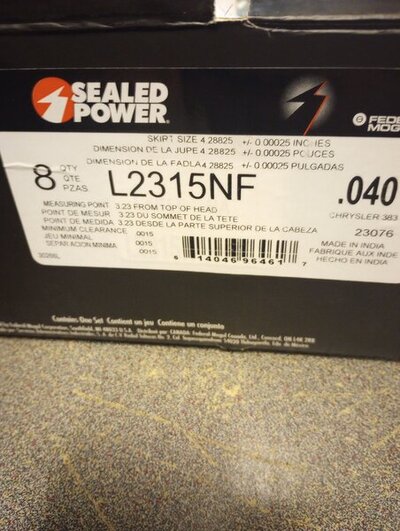 SEALED
POWER
FEDE
MOG
SKIRT SIZE 4.28825 +/- 0.00025 INCHES
DIMENSION DE LA JUPE 4.28825 +/- 0.00025 POUCES
DIMENSION DE LA FADLA 4.28825 +/- 0.00025 PULGADAS
8 QTY
QTE
PZAS.
L2315NF
.040
CHRYSLER 383
23076
MEASURING POINT 3.23 FROM TOP OF HEAD
POINT DE MESUR 3.23 DU SOMMET DE LA TETE
POINT DE MEDIDA 3.23 DESDE LA PARTE SUPERIOR DE LA CABEZA
MINIMUM CLEARANCE .0015
JEU MINIMAL .0015
SEPARACION MINIMA .0015
30286L
6 14046 96461 7
MADE IN INDIA
FABRIQUE AUX INDE
HECHO EN INDIA
Contains One Set Contient un jeu Contiene un conjunto